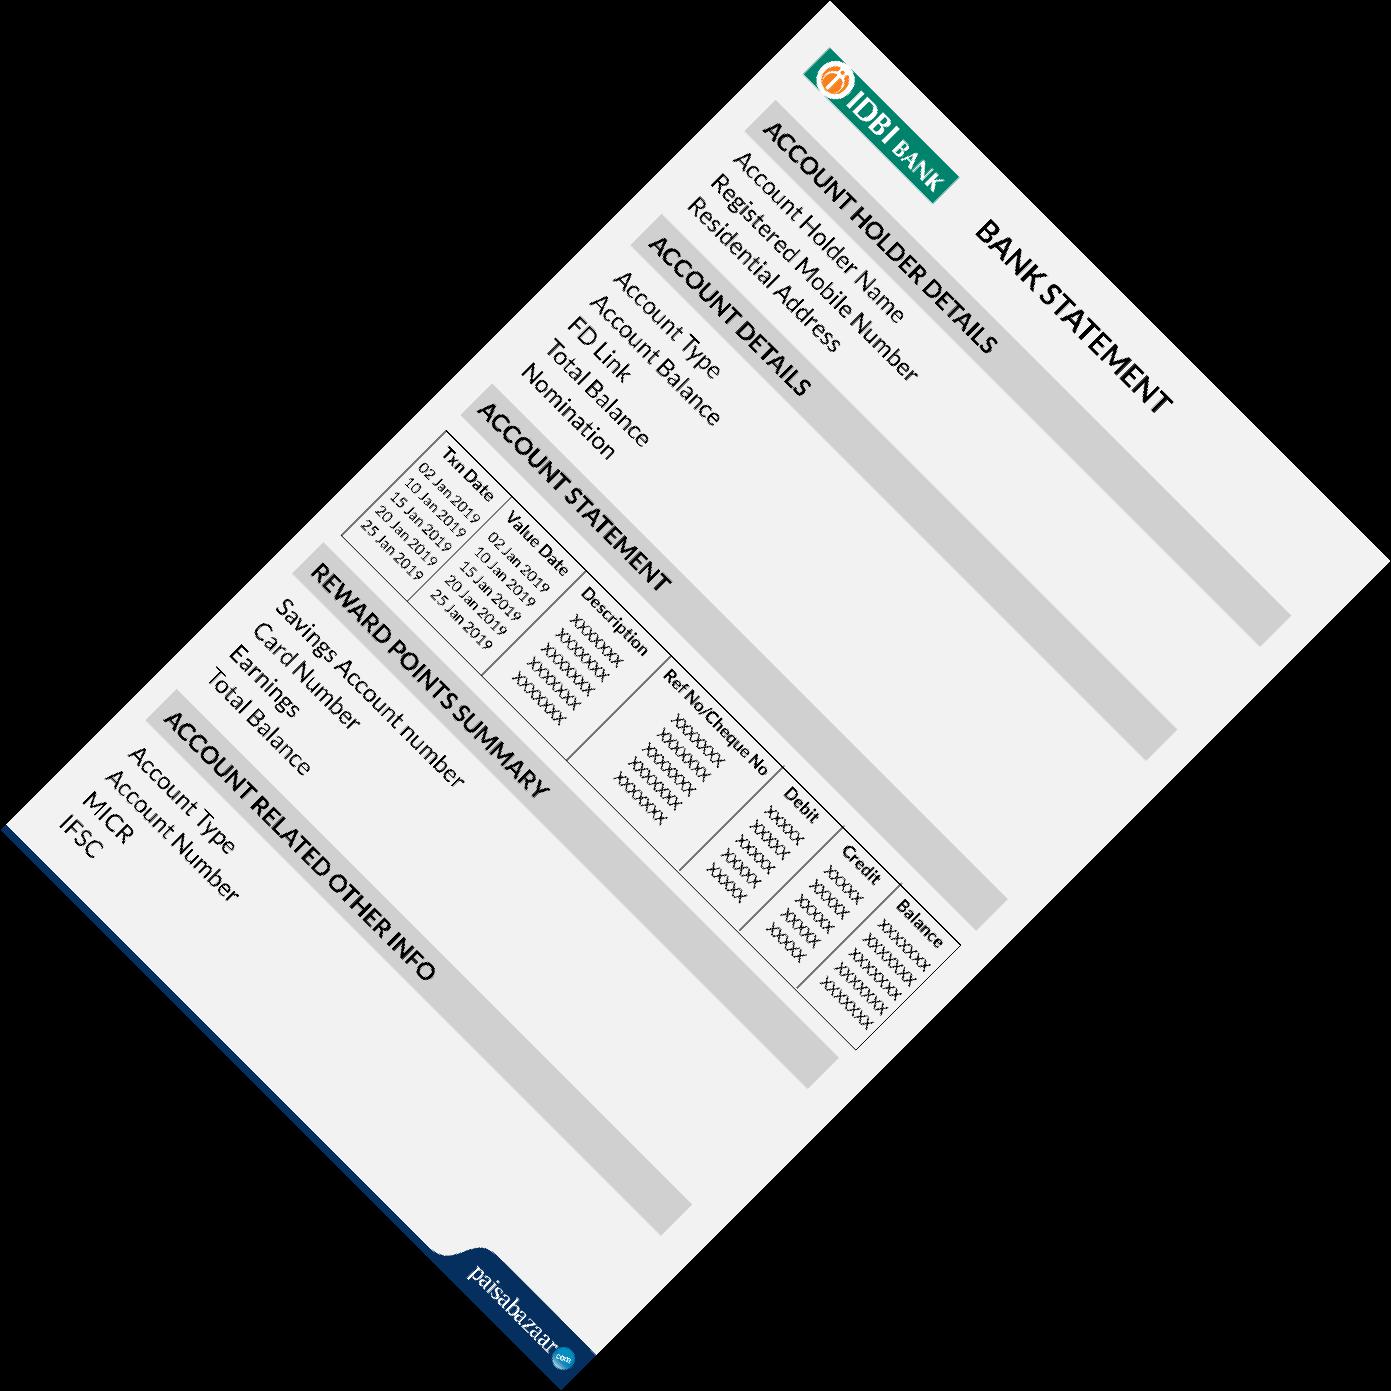 IDBI BANK
BANK STATEMENT
ACCOUNT HOLDER DETAILS
Account Holder Name
Registered Mobile Number
Residential Address
ACCOUNT DETAILS
Account Type
Account Balance
FD Link
Total Balance
Nomination
ACCOUNT STATEMENT
Txn Date Value Date Description Ref No/Cheque No Debit Credit Balance
02 Jan 2019 02 Jan 2019 XXXXXXX XXXXXXX XXXXX XXXXX XXXXXXX
10 Jan 2019 10 Jan 2019 XXXXXXX XXXXXXX XXXXX XXXXX XXXXXXX
15 Jan 2019 15 Jan 2019 XXXXXXX XXXXXXX XXXXX XXXXX XXXXXXX
20 Jan 2019 20 Jan 2019 XXXXXXX XXXXXXX XXXXX XXXXX XXXXXXX
25 Jan 2019 25 Jan 2019 XXXXXXX XXXXXXX XXXXX XXXXX XXXXXXX
REWARD POINTS SUMMARY
Savings Account number
Card Number
Earnings
Total Balance
ACCOUNT RELATED OTHER INFO
Account Type
Account Number
MICR
IFSC
paisabazaar com